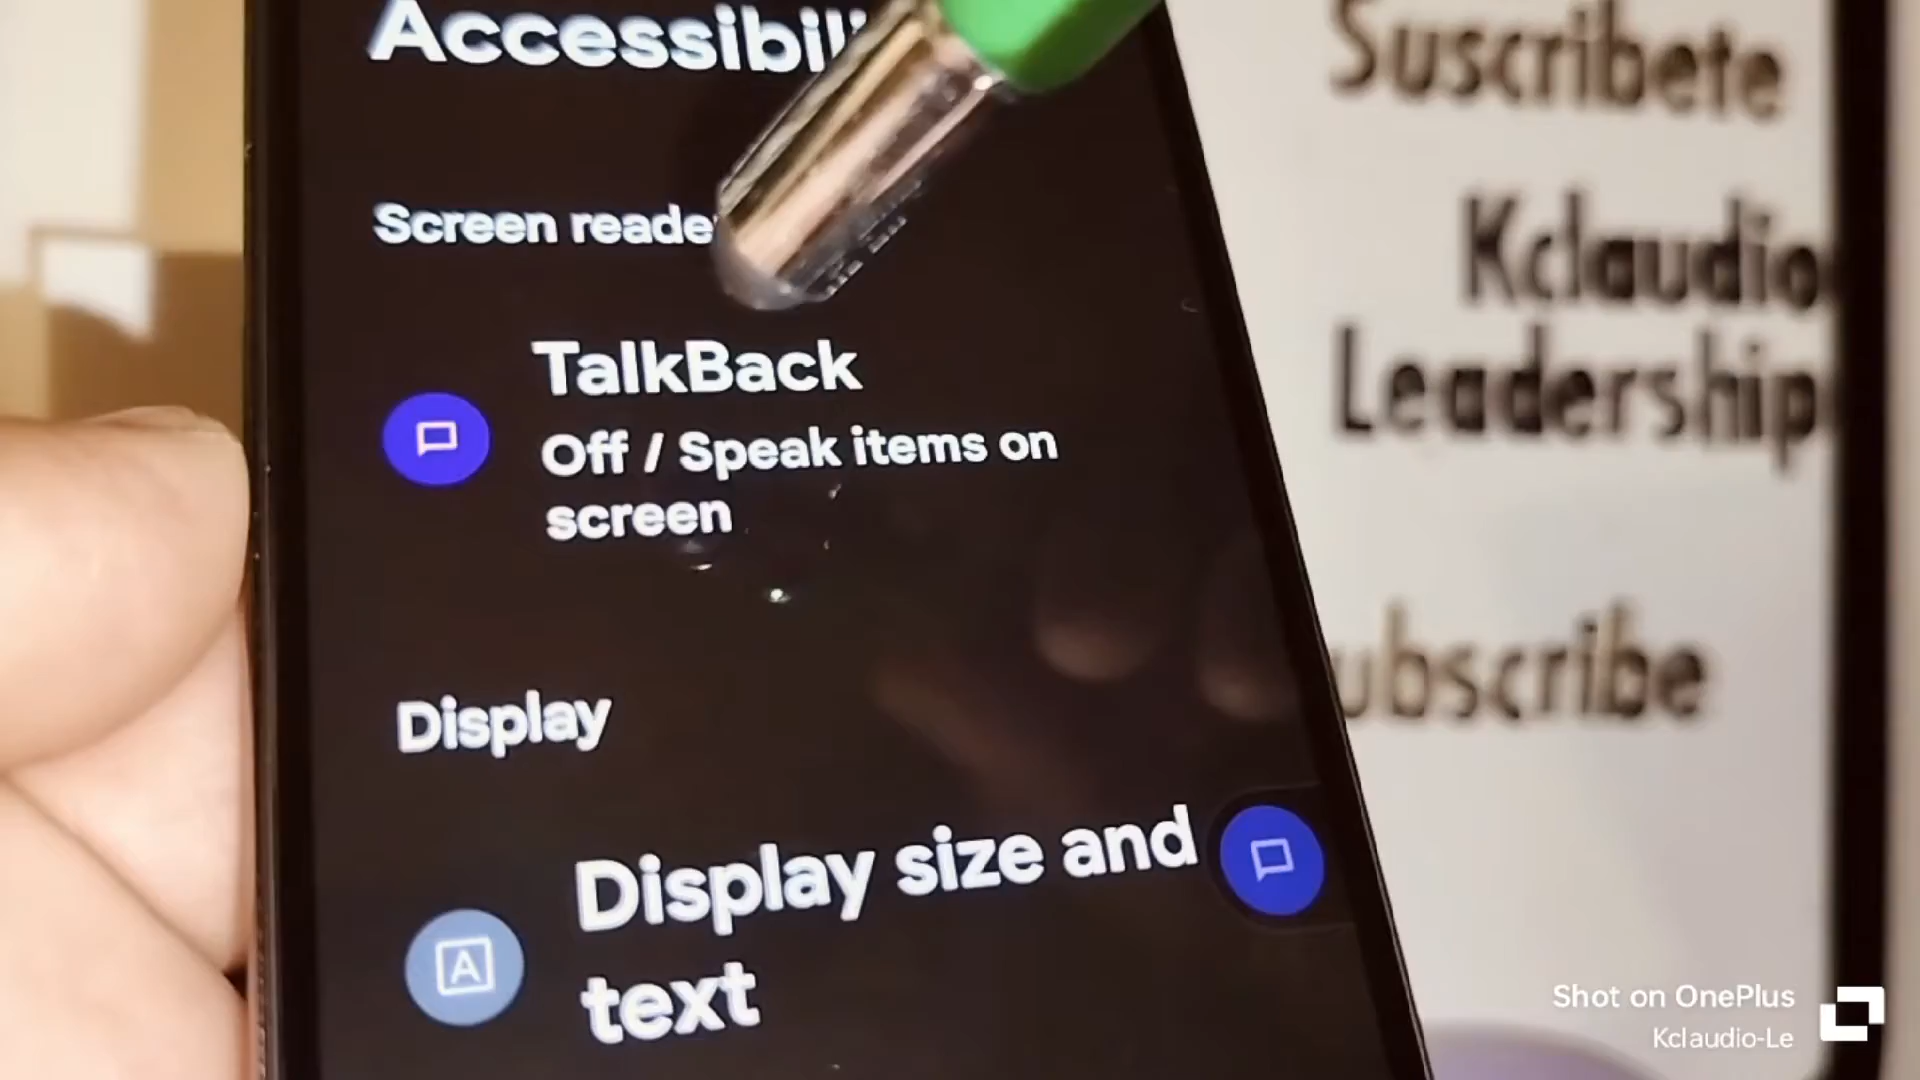 Accessibili
Screen reade
TalkBack
Off / Speak items on
screen
Display
Display size and
A
text
Suscribete
Kclaudio
Leadership
ubscribe
Shot on OnePlus
Kclaudio-Le